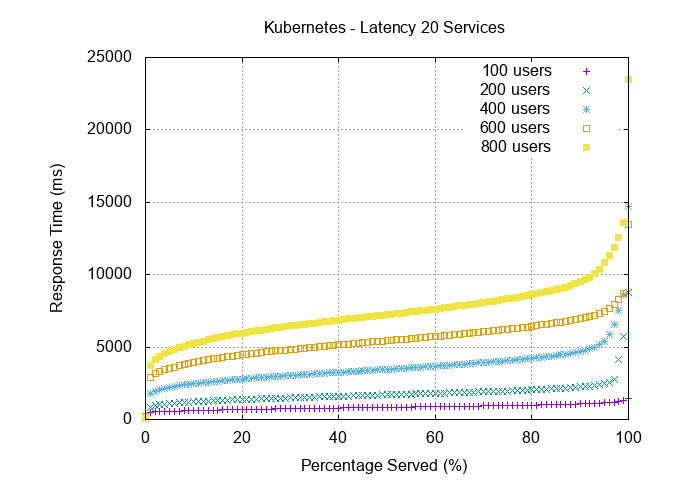 Kubernetes - Latency 20 Services
25000
20000
15000
10000
5000
0
Response Time (ms)
100 users
200 users
400 users
600 users
800 users
0 20 40 60 80 100
Percentage Served (%)